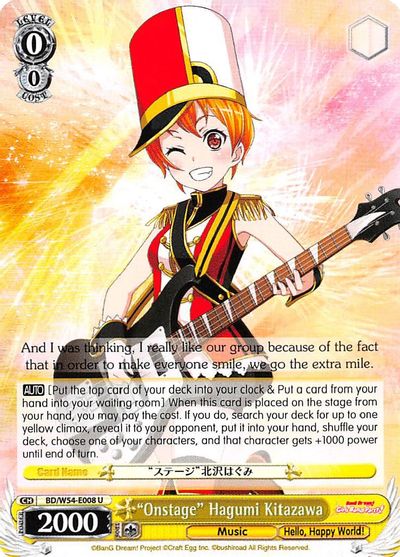 LEVEL
0
0
COST
And I was thinking, I really like our group because of the fact
that in order to make everyone smile, we go the extra mile.
AUTO [Put the top card of your deck into your clock & Put a card from your
hand into your waiting room] When this card is placed on the stage from
your hand, you may pay the cost. If you do, search your deck for up to one
yellow climax, reveal it to your opponent, put it into your hand, shuffle your
deck, choose one of your characters, and that character gets +1000 power
until end of turn.
Card Name
"ステージ"北沢はぐみ
CH BD/W54-E008 U
"Onstage" Hagumi Kitazawa
POWER
2000
SOUL
Music
Hello, Happy World!
©BanG Dream! Project ©Craft Egg Inc. ©bushiroad All Rights Reserved.